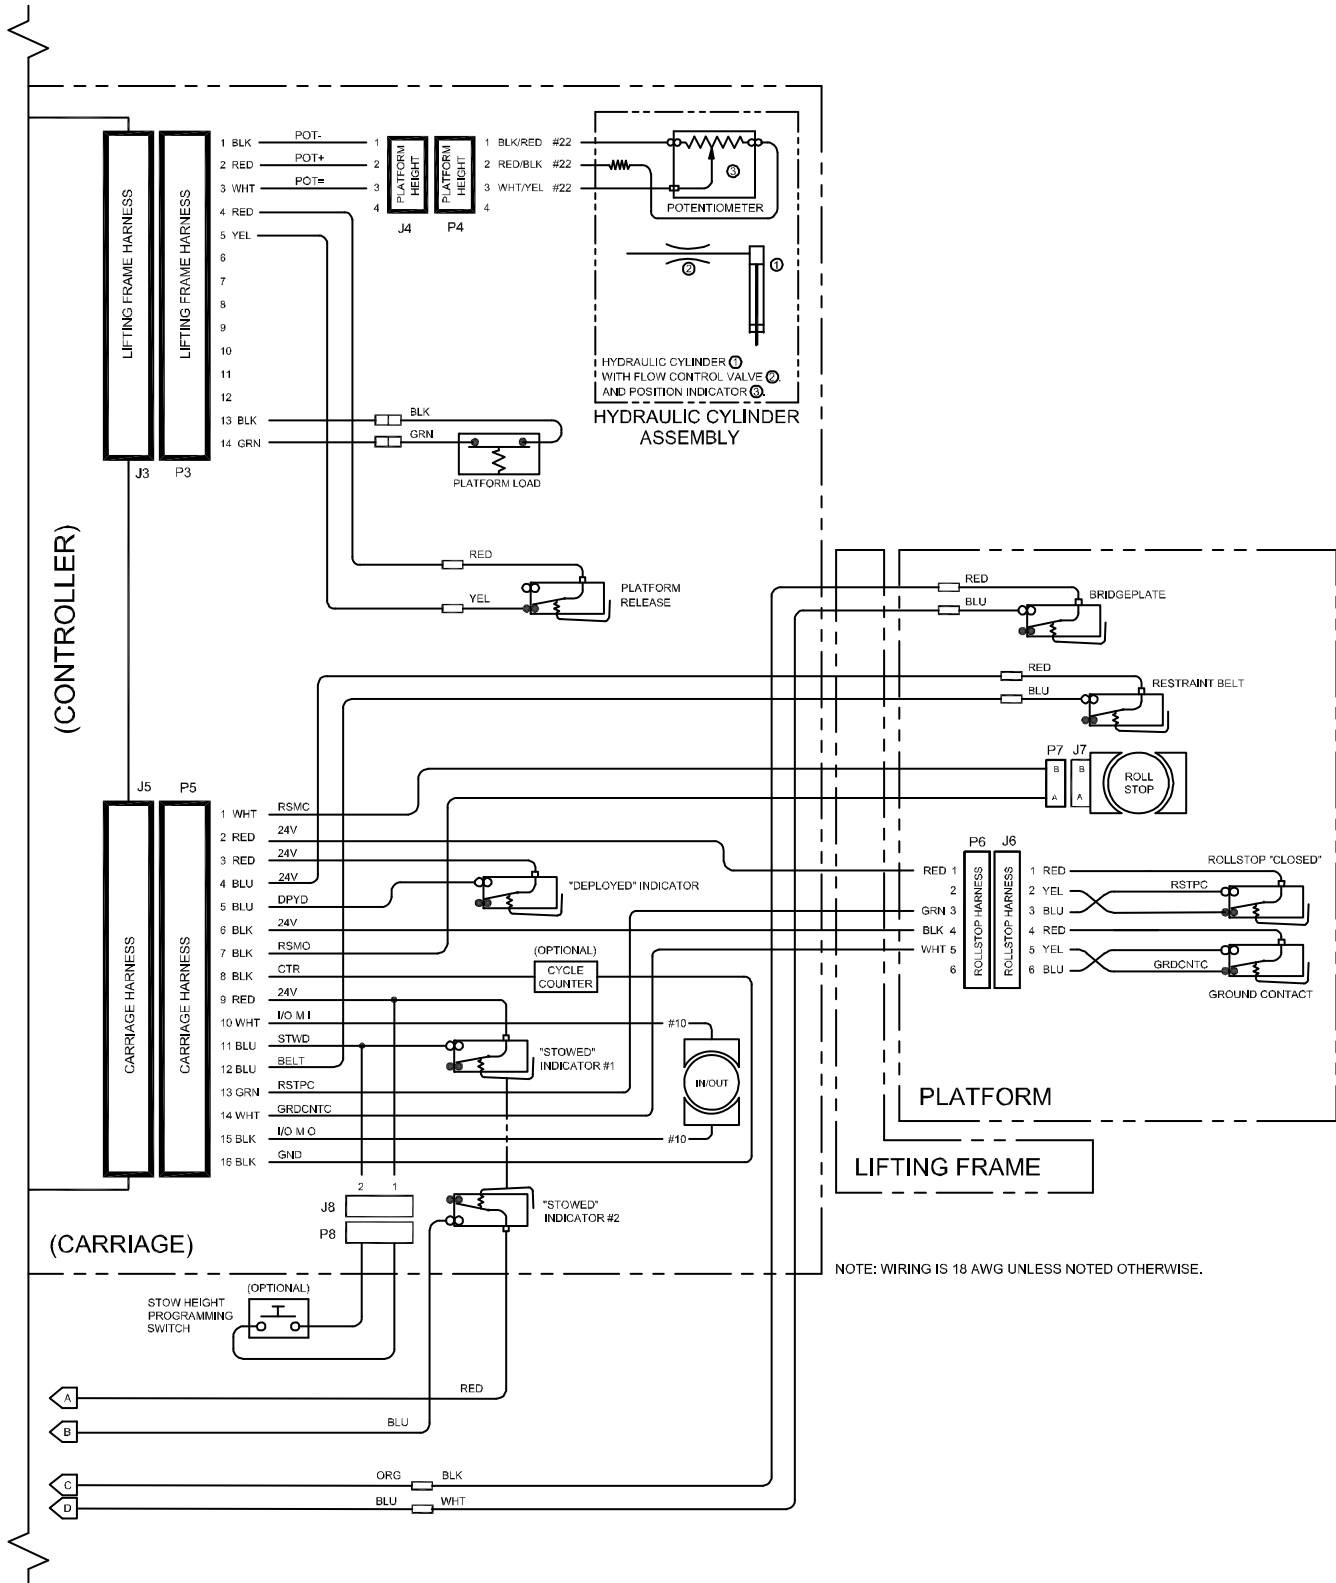 LIFTING FRAME HARNESS
LIFTING FRAME HARNESS
J3
P3
1 BLK POT-
2 RED POT+
3 WHT POT=
4 RED
5 YEL
6
7
8
9
10
11
12
13 BLK
14 GRN
1
2
3
4
PLATFORM HEIGHT
PLATFORM HEIGHT
J4
P4
1 BLK/RED #22
2 RED/BLK #22
3 WHT/YEL #22
4
3
POTENTIOMETER
2
1
HYDRAULIC CYLINDER 1
WITH FLOW CONTROL VALVE 2.
AND POSITION INDICATOR 3.
HYDRAULIC CYLINDER
ASSEMBLY
BLK
GRN
PLATFORM LOAD
(CONTROLLER)
RED
YEL
PLATFORM
RELEASE
RED
BLU
BRIDGEPLATE
RED
BLU
RESTRAINT BELT
P7 J7
B B
A A
ROLL
STOP
J5
P5
CARRIAGE HARNESS
CARRIAGE HARNESS
1 WHT RSMC
2 RED 24V
3 RED 24V
4 BLU 24V
5 BLU DPYD
6 BLK 24V
7 BLK RSMO
8 BLK CTR
9 RED 24V
10 WHT I/O M I
11 BLU STWD
12 BLU BELT
13 GRN RSTPC
14 WHT GRDCNTC
15 BLK I/O M O
16 BLK GND
"DEPLOYED" INDICATOR
(OPTIONAL)
CYCLE
COUNTER
#10
IN/OUT
#10
"STOWED"
INDICATOR #1
P6 J6
ROLLSTOP HARNESS
ROLLSTOP HARNESS
RED 1
2
GRN 3
BLK 4
WHT 5
6
1 RED
2 YEL
3 BLU
4 RED
5 YEL
6 BLU
ROLLSTOP "CLOSED"
RSTPC
GRDCNTC
GROUND CONTACT
PLATFORM
LIFTING FRAME
2 1
J8
P8
"STOWED"
INDICATOR #2
(CARRIAGE)
NOTE: WIRING IS 18 AWG UNLESS NOTED OTHERWISE.
(OPTIONAL)
STOW HEIGHT
PROGRAMMING
SWITCH
A
RED
B
BLU
C
ORG BLK
D
BLU WHT